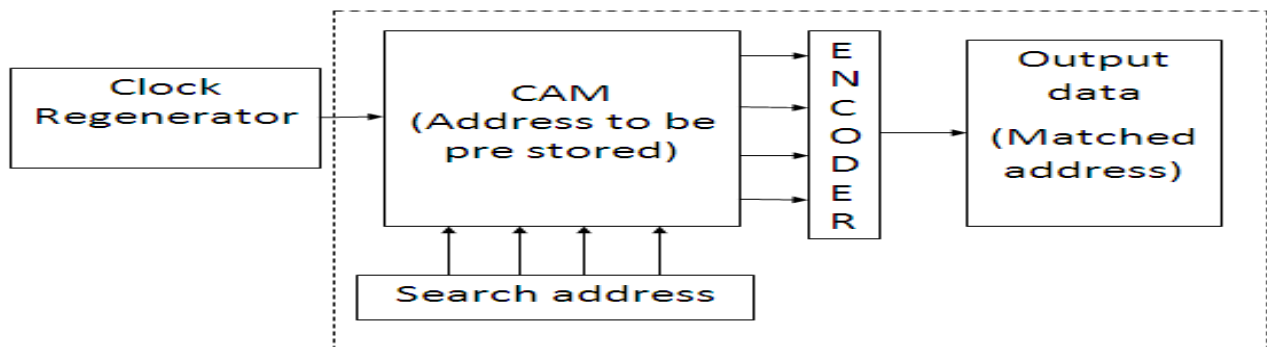 Clock
Regenerator
CAM
(Address to be
pre stored)
E
N
C
O
D
E
R
Output
data
(Matched
address)
Search address